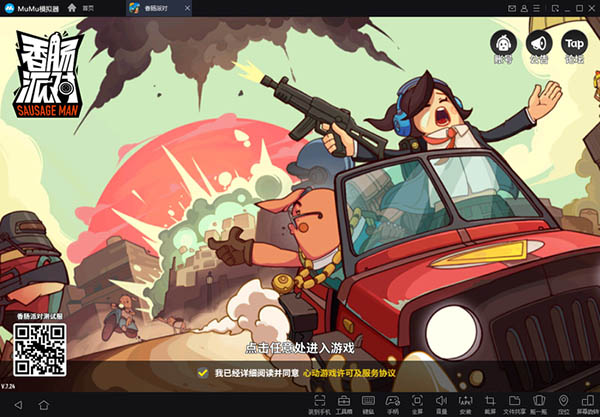 MuMu模拟器
首页
香肠派对
香肠派对
SAUSAGE MAN
账号
公告
Tap
论坛
香肠派对测试服
点击任意处进入游戏
我已经详细阅读并同意 心动游戏许可及服务协议
V.7.24
装到手机
工具箱
键鼠
手柄
全屏
音量
安装
截屏
文件共享
摇一摇
定位
屏幕旋转